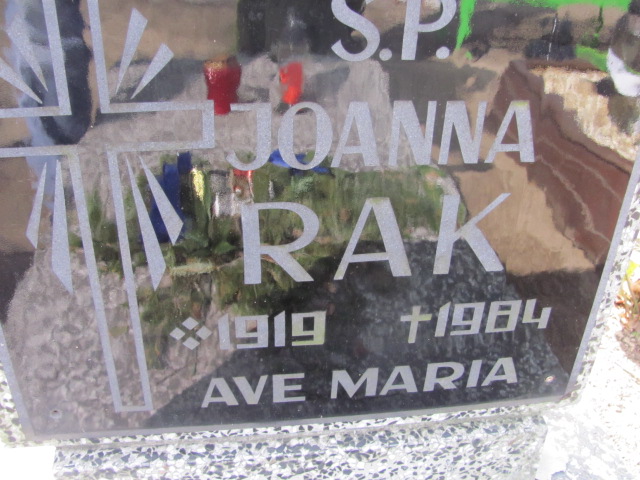 S.P.
JOANNA
RAK
1919 †1984
AVE MARIA